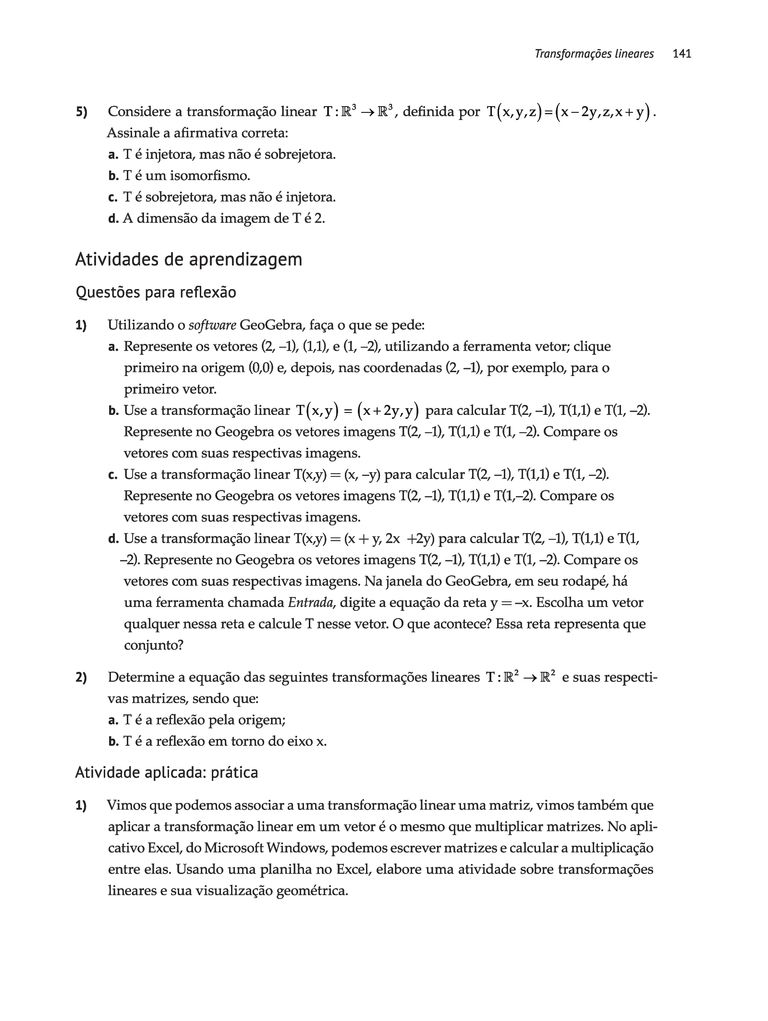 Transformações lineares 141
5) Considere a transformação linear T : ℝ³ → ℝ³, definida por T(x,y,z)=(x−2y,z,x+y).
Assinale a afirmativa correta:
a. T é injetora, mas não é sobrejetora.
b. T é um isomorfismo.
c. T é sobrejetora, mas não é injetora.
d. A dimensão da imagem de T é 2.
Atividades de aprendizagem
Questões para reflexão
1) Utilizando o software GeoGebra, faça o que se pede:
a. Represente os vetores (2, –1), (1,1), e (1, –2), utilizando a ferramenta vetor; clique
primeiro na origem (0,0) e, depois, nas coordenadas (2, –1), por exemplo, para o
primeiro vetor.
b. Use a transformação linear T(x,y) = (x+2y,y) para calcular T(2, –1), T(1,1) e T(1, –2).
Represente no Geogebra os vetores imagens T(2, –1), T(1,1) e T(1, –2). Compare os
vetores com suas respectivas imagens.
c. Use a transformação linear T(x,y) = (x, –y) para calcular T(2, –1), T(1,1) e T(1, –2).
Represente no Geogebra os vetores imagens T(2, –1), T(1,1) e T(1,–2). Compare os
vetores com suas respectivas imagens.
d. Use a transformação linear T(x,y) = (x + y, 2x +2y) para calcular T(2, –1), T(1,1) e T(1,
–2). Represente no Geogebra os vetores imagens T(2, –1), T(1,1) e T(1, –2). Compare os
vetores com suas respectivas imagens. Na janela do GeoGebra, em seu rodapé, há
uma ferramenta chamada Entrada, digite a equação da reta y = –x. Escolha um vetor
qualquer nessa reta e calcule T nesse vetor. O que acontece? Essa reta representa que
conjunto?
2) Determine a equação das seguintes transformações lineares T : ℝ² → ℝ² e suas respecti-
vas matrizes, sendo que:
a. T é a reflexão pela origem;
b. T é a reflexão em torno do eixo x.
Atividade aplicada: prática
1) Vimos que podemos associar a uma transformação linear uma matriz, vimos também que
aplicar a transformação linear em um vetor é o mesmo que multiplicar matrizes. No apli-
cativo Excel, do Microsoft Windows, podemos escrever matrizes e calcular a multiplicação
entre elas. Usando uma planilha no Excel, elabore uma atividade sobre transformações
lineares e sua visualização geométrica.